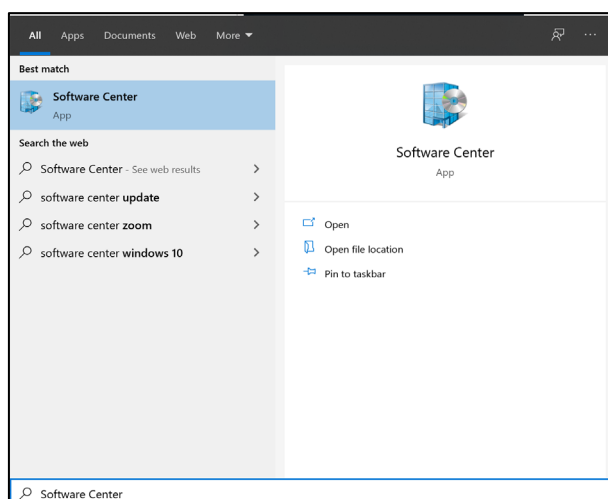 All Apps Documents Web More
Best match
Software Center
App
Search the web
Software Center - See web results
software center update
software center zoom
software center windows 10
Software Center
App
Open
Open file location
Pin to taskbar
Software Center